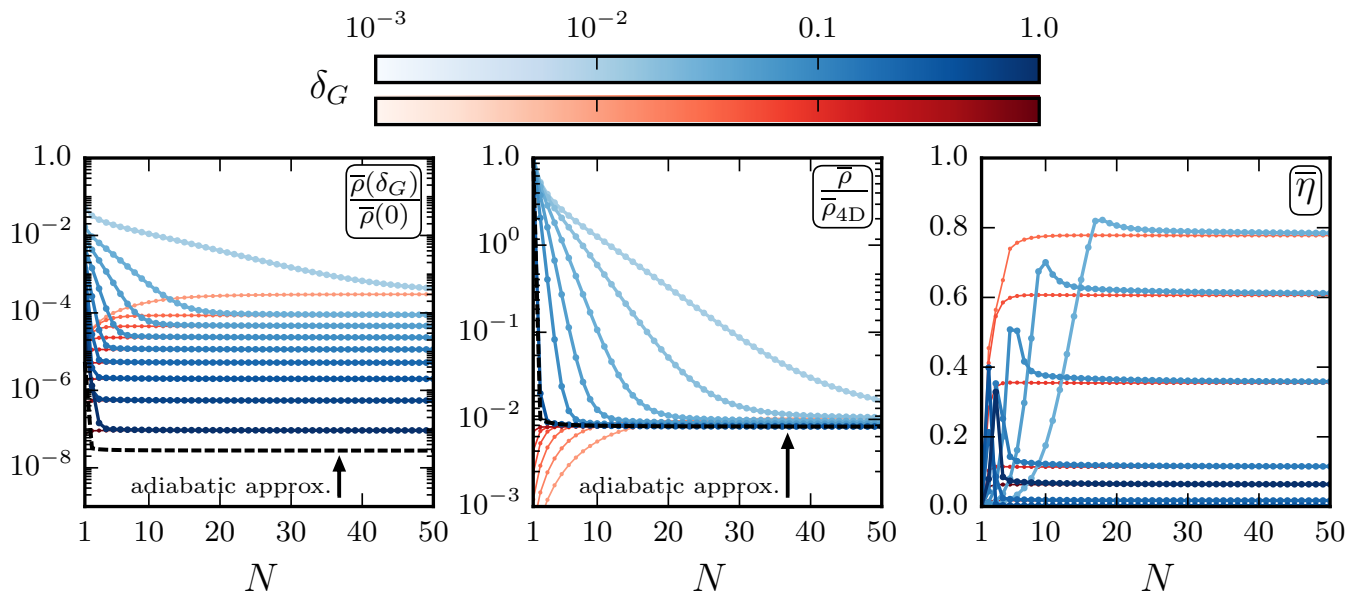 10⁻³ 10⁻² 0.1 1.0
δ_G
1.0
10⁻²
10⁻⁴
10⁻⁶
10⁻⁸
ρ̅(δ_G)
ρ̅(0)
adiabatic approx.
1 10 20 30 40 50
N
1.0
10⁰
10⁻¹
10⁻²
10⁻³
ρ̅
ρ̅_4D
adiabatic approx.
1 10 20 30 40 50
N
1.0
0.8
0.6
0.4
0.2
0.0
η̅
1 10 20 30 40 50
N